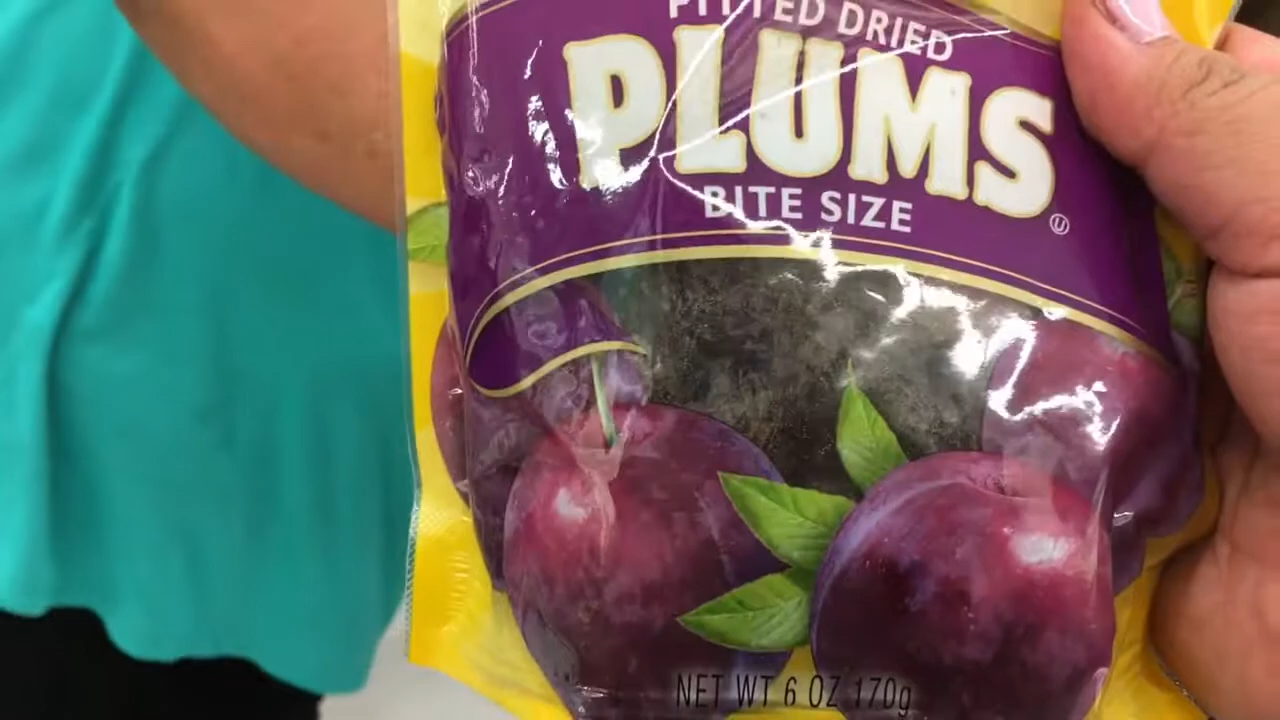 PITTED DRIED
PLUMS
BITE SIZE
U
NET WT 6 OZ 170g